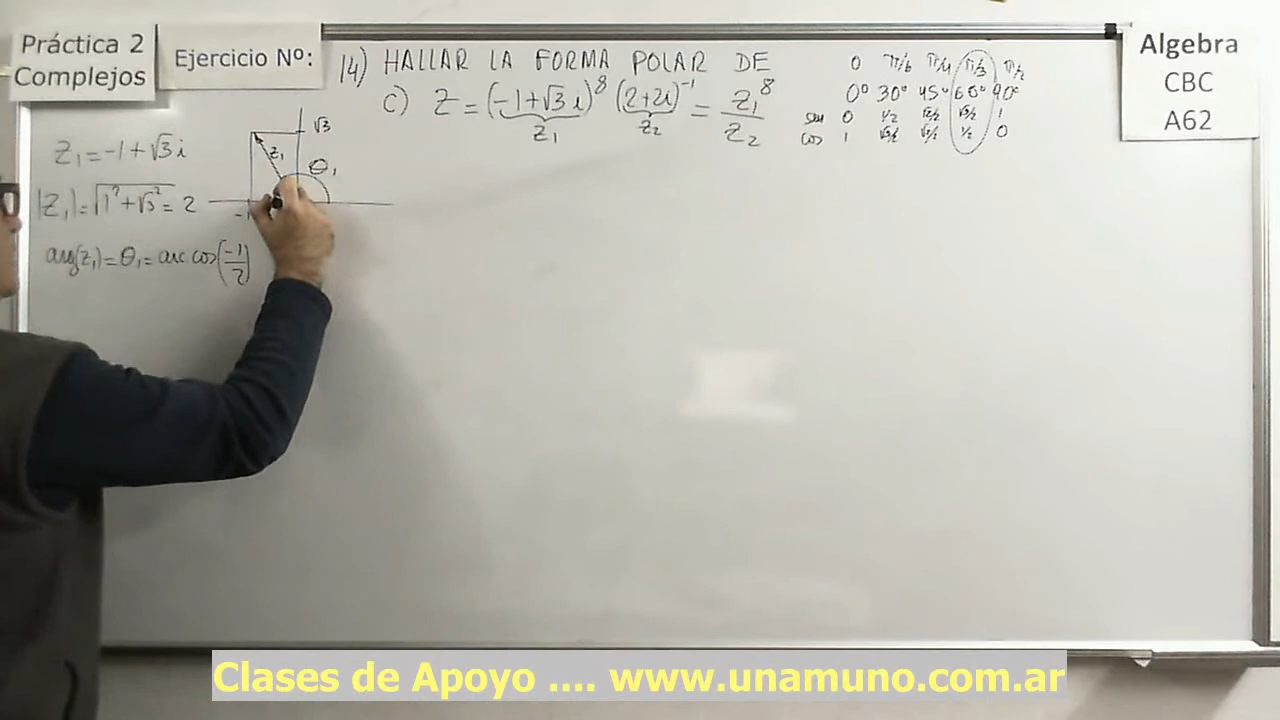 Práctica 2
Complejos
Ejercicio Nº:
14) HALLAR LA FORMA POLAR DE
c) Z = (-1+√3 i)⁸ (2+2i)⁻¹ = Z₁⁸/Z₂
Z₁ Z₂
0 π/6 π/4 π/3 π/2
0° 30° 45° 60° 90°
sen 0 1/2 √2/2 √3/2 1
cos 1 √3/2 √2/2 1/2 0
Algebra
CBC
A62
Z₁ = -1+√3 i
|Z₁| = √(1²+√3²) = 2
arg(Z₁) = θ₁ = arc cos(-1/2)
√3
Z₁
θ₁
-1
Clases de Apoyo .... www.unamuno.com.ar